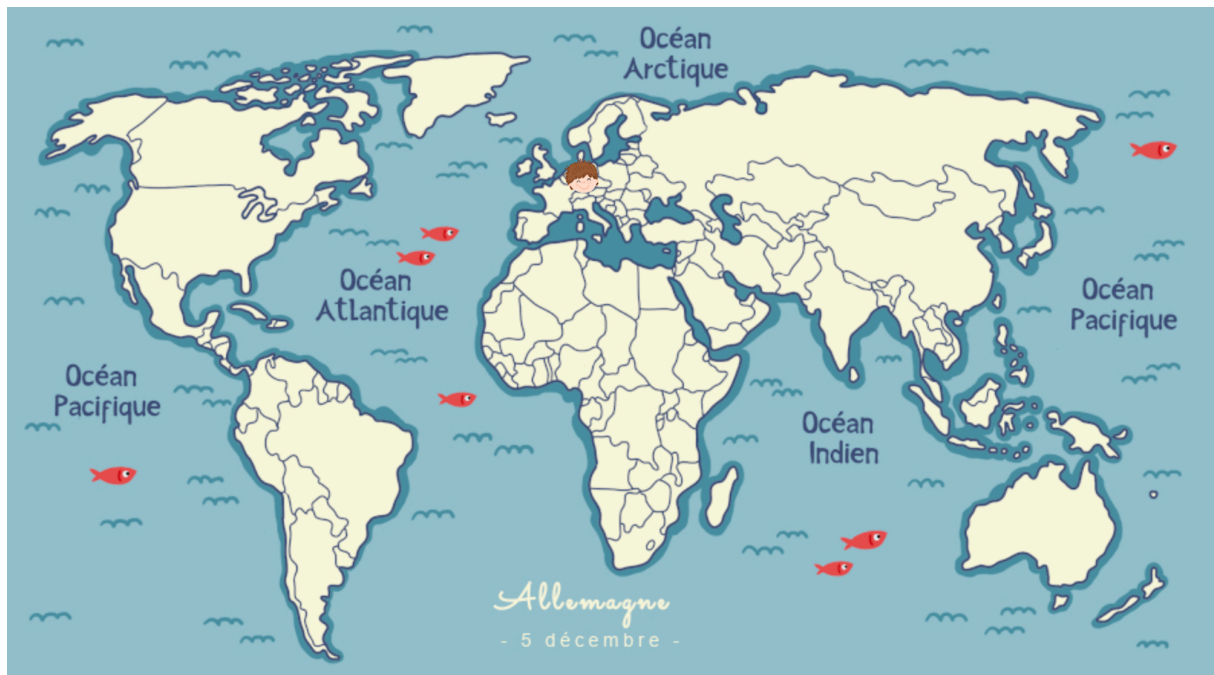 Océan
Arctique
Océan
Atlantique
Océan
Pacifique
Océan
Pacifique
Océan
Indien
Allemagne
- 5 décembre -